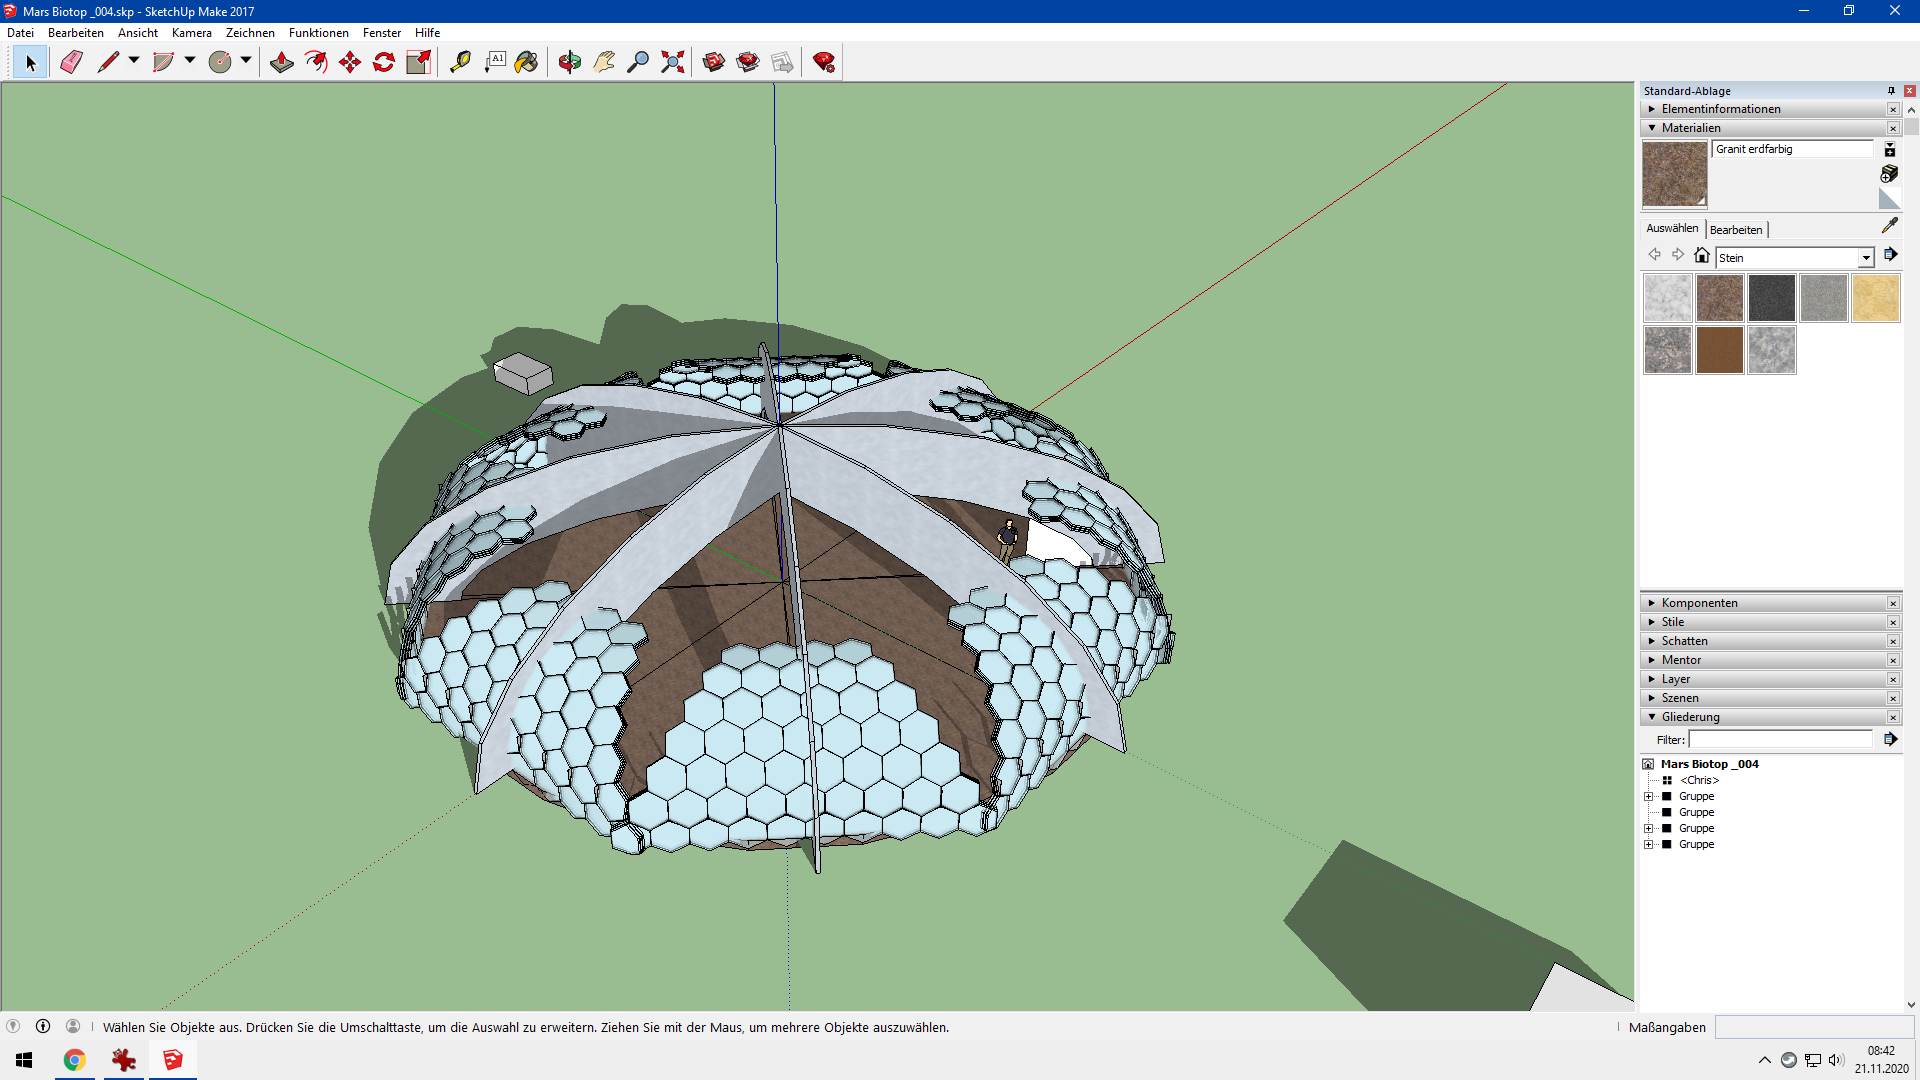 Mars Biotop _004.skp - SketchUp Make 2017
Datei Bearbeiten Ansicht Kamera Zeichnen Funktionen Fenster Hilfe
A1
Standard-Ablage
Elementinformationen
Materialien
Granit erdfarbig
Auswählen Bearbeiten
Stein
Komponenten
Stile
Schatten
Mentor
Layer
Szenen
Gliederung
Filter:
Mars Biotop _004
<Chris>
Gruppe
Gruppe
Gruppe
Gruppe
Wählen Sie Objekte aus. Drücken Sie die Umschalttaste, um die Auswahl zu erweitern. Ziehen Sie mit der Maus, um mehrere Objekte auszuwählen.
Maßangaben
08:42
21.11.2020